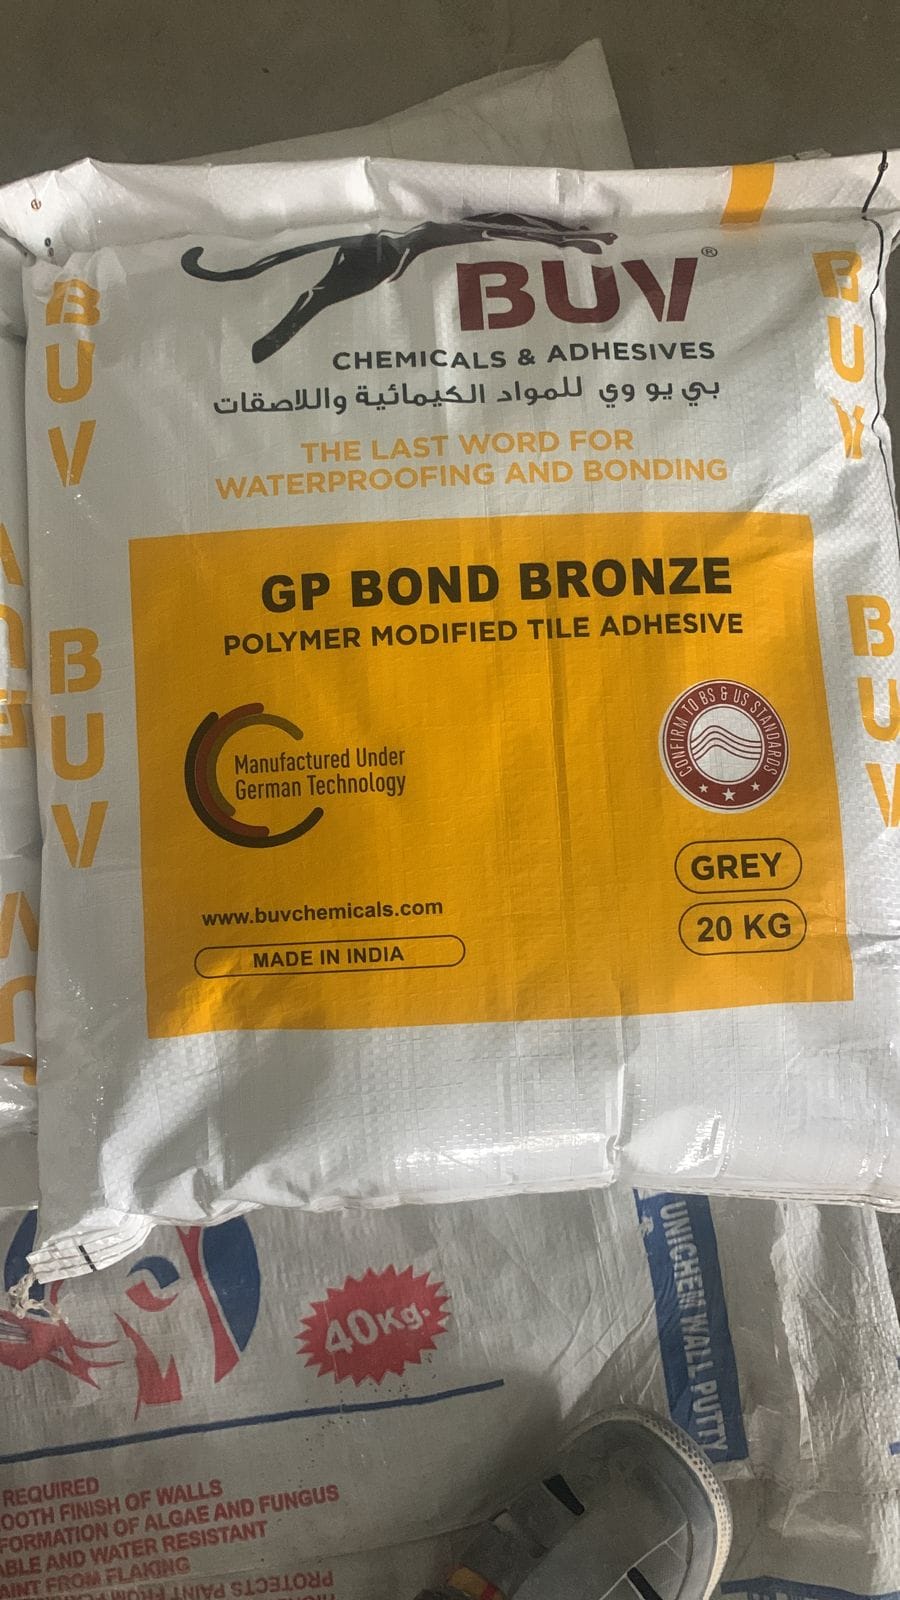 BUV®
CHEMICALS & ADHESIVES
بي يو وي للمواد الكيمائية واللاصقات
THE LAST WORD FOR
WATERPROOFING AND BONDING
GP BOND BRONZE
POLYMER MODIFIED TILE ADHESIVE
Manufactured Under
German Technology
CONFIRM TO BS & US STANDARDS
GREY
20 KG
www.buvchemicals.com
MADE IN INDIA
BUV
BUV
BUV
BUV
40Kg.
UNICHEM WALL PUTTY
REQUIRED
OOTH FINISH OF WALLS
FORMATION OF ALGAE AND FUNGUS
ABLE AND WATER RESISTANT
AINT FROM FLAKING
PROTECTS PAINT FROM